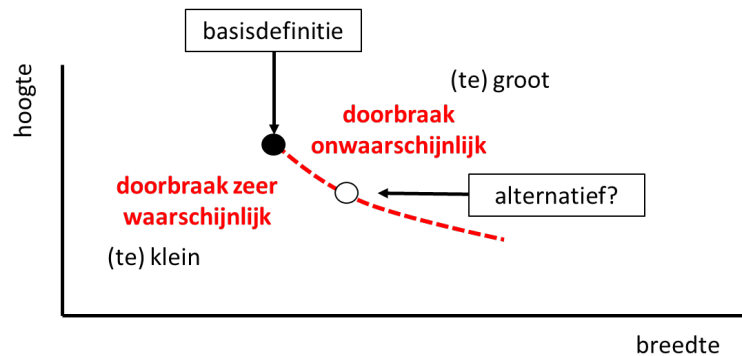 basisdefinitie
hoogte
(te) groot
doorbraak
onwaarschijnlijk
doorbraak zeer
waarschijnlijk
alternatief?
(te) klein
breedte